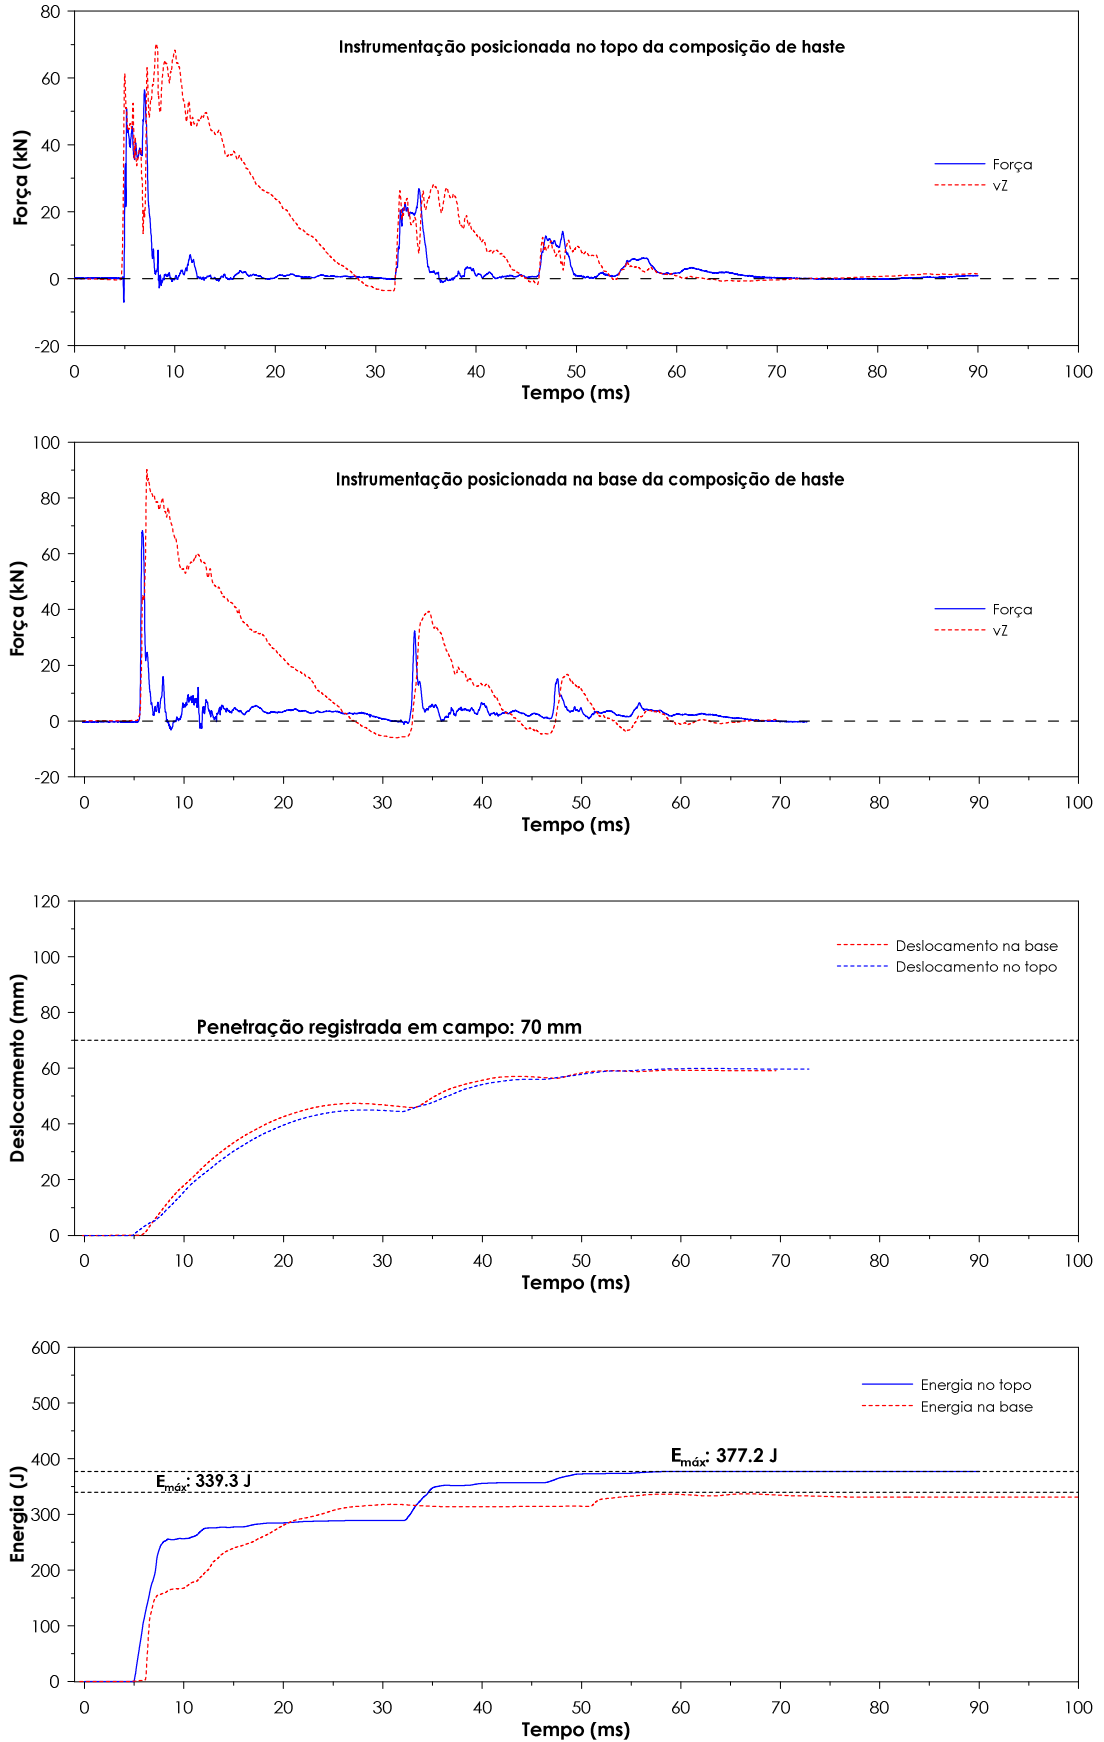 80
60
40
20
0
-20
Força (kN)
Instrumentação posicionada no topo da composição de haste
Força
vZ
0 10 20 30 40 50 60 70 80 90 100
Tempo (ms)
100
80
60
40
20
0
-20
Força (kN)
Instrumentação posicionada na base da composição de haste
Força
vZ
0 10 20 30 40 50 60 70 80 90 100
Tempo (ms)
120
100
80
60
40
20
0
Deslocamento (mm)
Deslocamento na base
Deslocamento no topo
Penetração registrada em campo: 70 mm
0 10 20 30 40 50 60 70 80 90 100
Tempo (ms)
600
500
400
300
200
100
0
Energia (J)
Energia no topo
Energia na base
Emáx: 377.2 J
Emáx: 339.3 J
0 10 20 30 40 50 60 70 80 90 100
Tempo (ms)